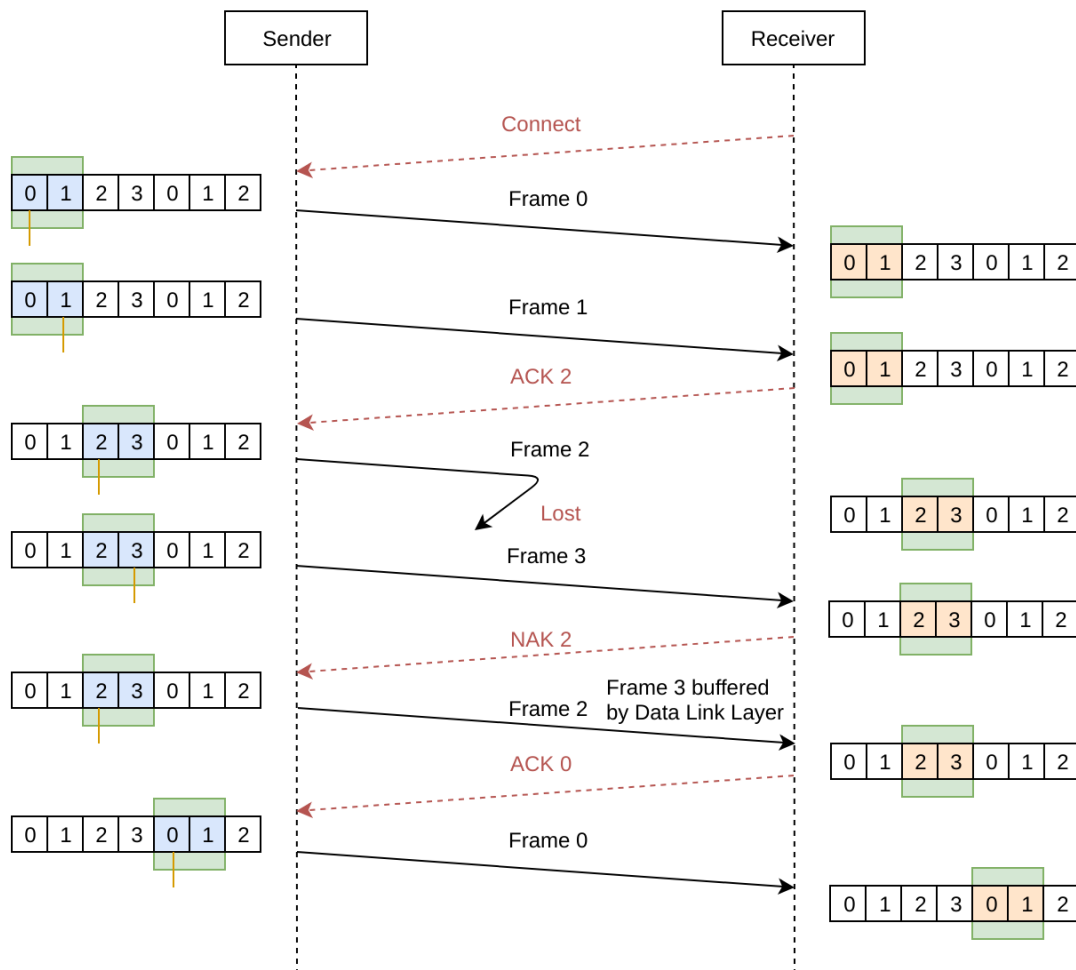 Sender
Receiver
Connect
0 1 2 3 0 1 2
Frame 0
0 1 2 3 0 1 2
0 1 2 3 0 1 2
Frame 1
0 1 2 3 0 1 2
ACK 2
0 1 2 3 0 1 2
Frame 2
Lost
0 1 2 3 0 1 2
0 1 2 3 0 1 2
Frame 3
0 1 2 3 0 1 2
NAK 2
0 1 2 3 0 1 2
Frame 2
Frame 3 buffered
by Data Link Layer
0 1 2 3 0 1 2
ACK 0
0 1 2 3 0 1 2
Frame 0
0 1 2 3 0 1 2